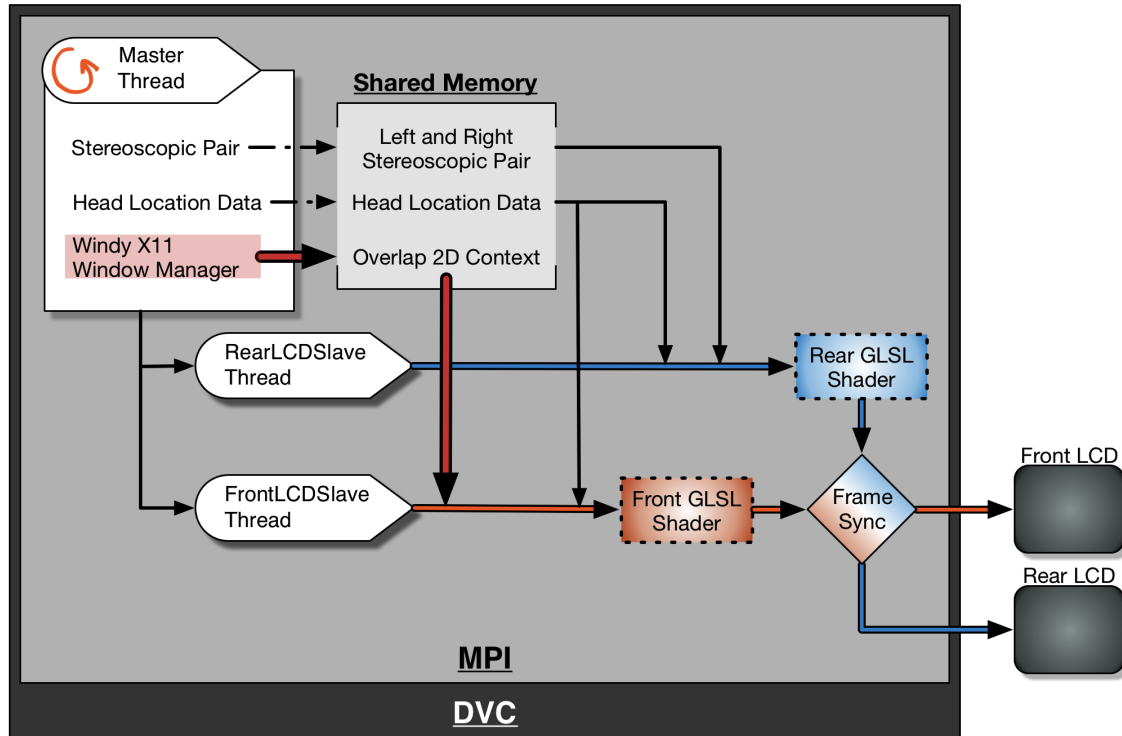 Master
Thread
Shared Memory
Stereoscopic Pair
Left and Right
Stereoscopic Pair
Head Location Data
Head Location Data
Windy X11
Window Manager
Overlap 2D Context
RearLCDSlave
Thread
Rear GLSL
Shader
FrontLCDSlave
Thread
Front GLSL
Shader
Frame
Sync
Front LCD
Rear LCD
MPI
DVC